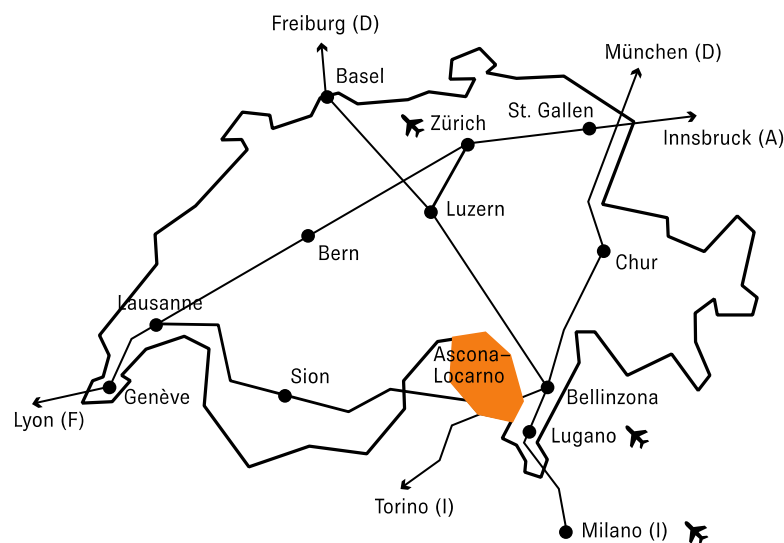 Freiburg (D)
München (D)
Basel
St. Gallen
Zürich
Innsbruck (A)
Luzern
Bern
Chur
Lausanne
Ascona–
Locarno
Sion
Genève
Bellinzona
Lyon (F)
Lugano
Torino (I)
Milano (I)